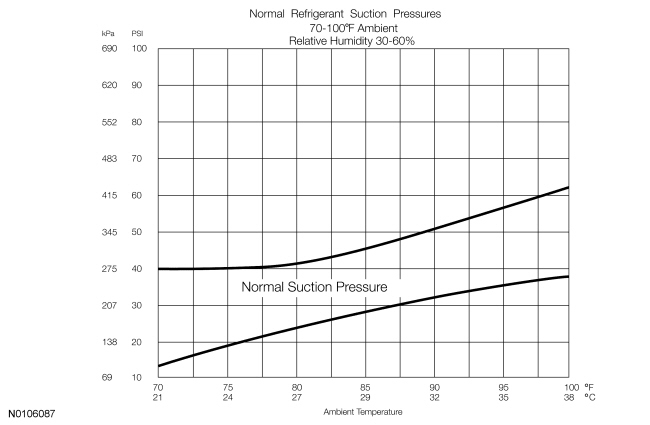 Normal Refrigerant Suction Pressures
70-100°F Ambient
Relative Humidity 30-60%
kPa PSI
690 100
620 90
552 80
483 70
415 60
345 50
275 40
Normal Suction Pressure
207 30
138 20
69 10
70 75 80 85 90 95 100 ºF
21 24 27 29 32 35 38 ºC
Ambient Temperature
N0106087